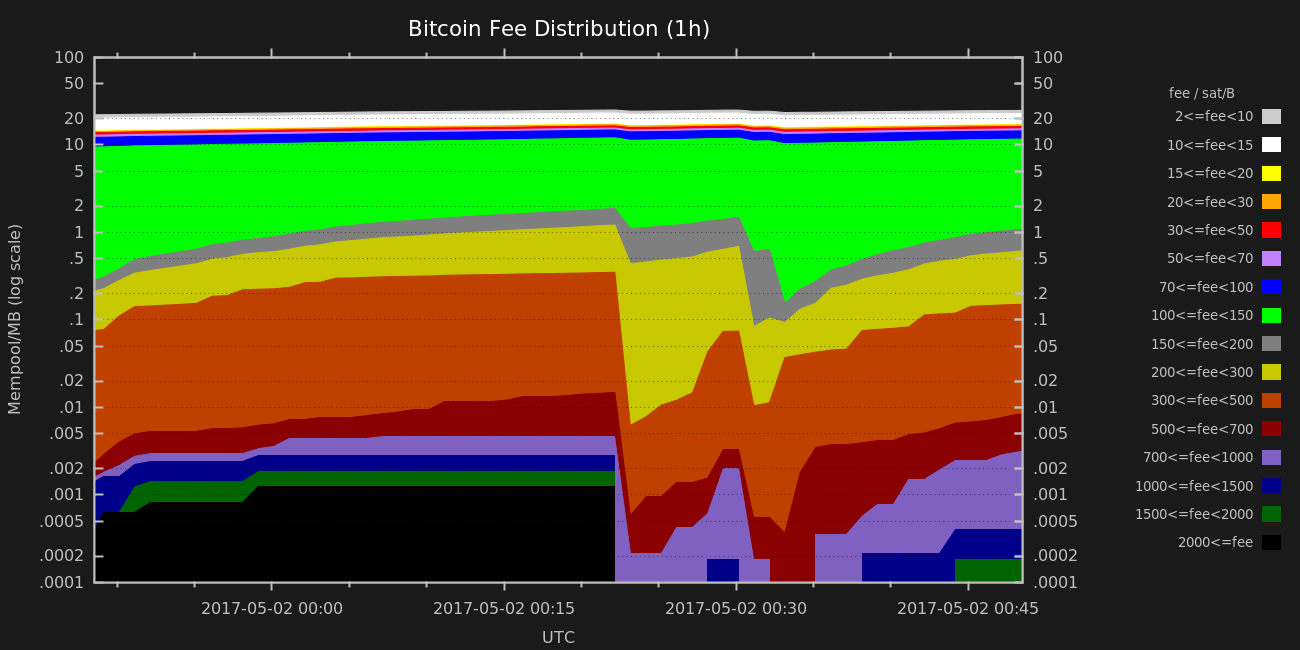 Bitcoin Fee Distribution (1h)
100
50
20
10
5
2
1
.5
.2
.1
.05
.02
.01
.005
.002
.001
.0005
.0002
.0001
Mempool/MB (log scale)
100
50
20
10
5
2
1
.5
.2
.1
.05
.02
.01
.005
.002
.001
.0005
.0002
.0001
2017-05-02 00:00
2017-05-02 00:15
2017-05-02 00:30
2017-05-02 00:45
UTC
fee / sat/B
2<=fee<10
10<=fee<15
15<=fee<20
20<=fee<30
30<=fee<50
50<=fee<70
70<=fee<100
100<=fee<150
150<=fee<200
200<=fee<300
300<=fee<500
500<=fee<700
700<=fee<1000
1000<=fee<1500
1500<=fee<2000
2000<=fee